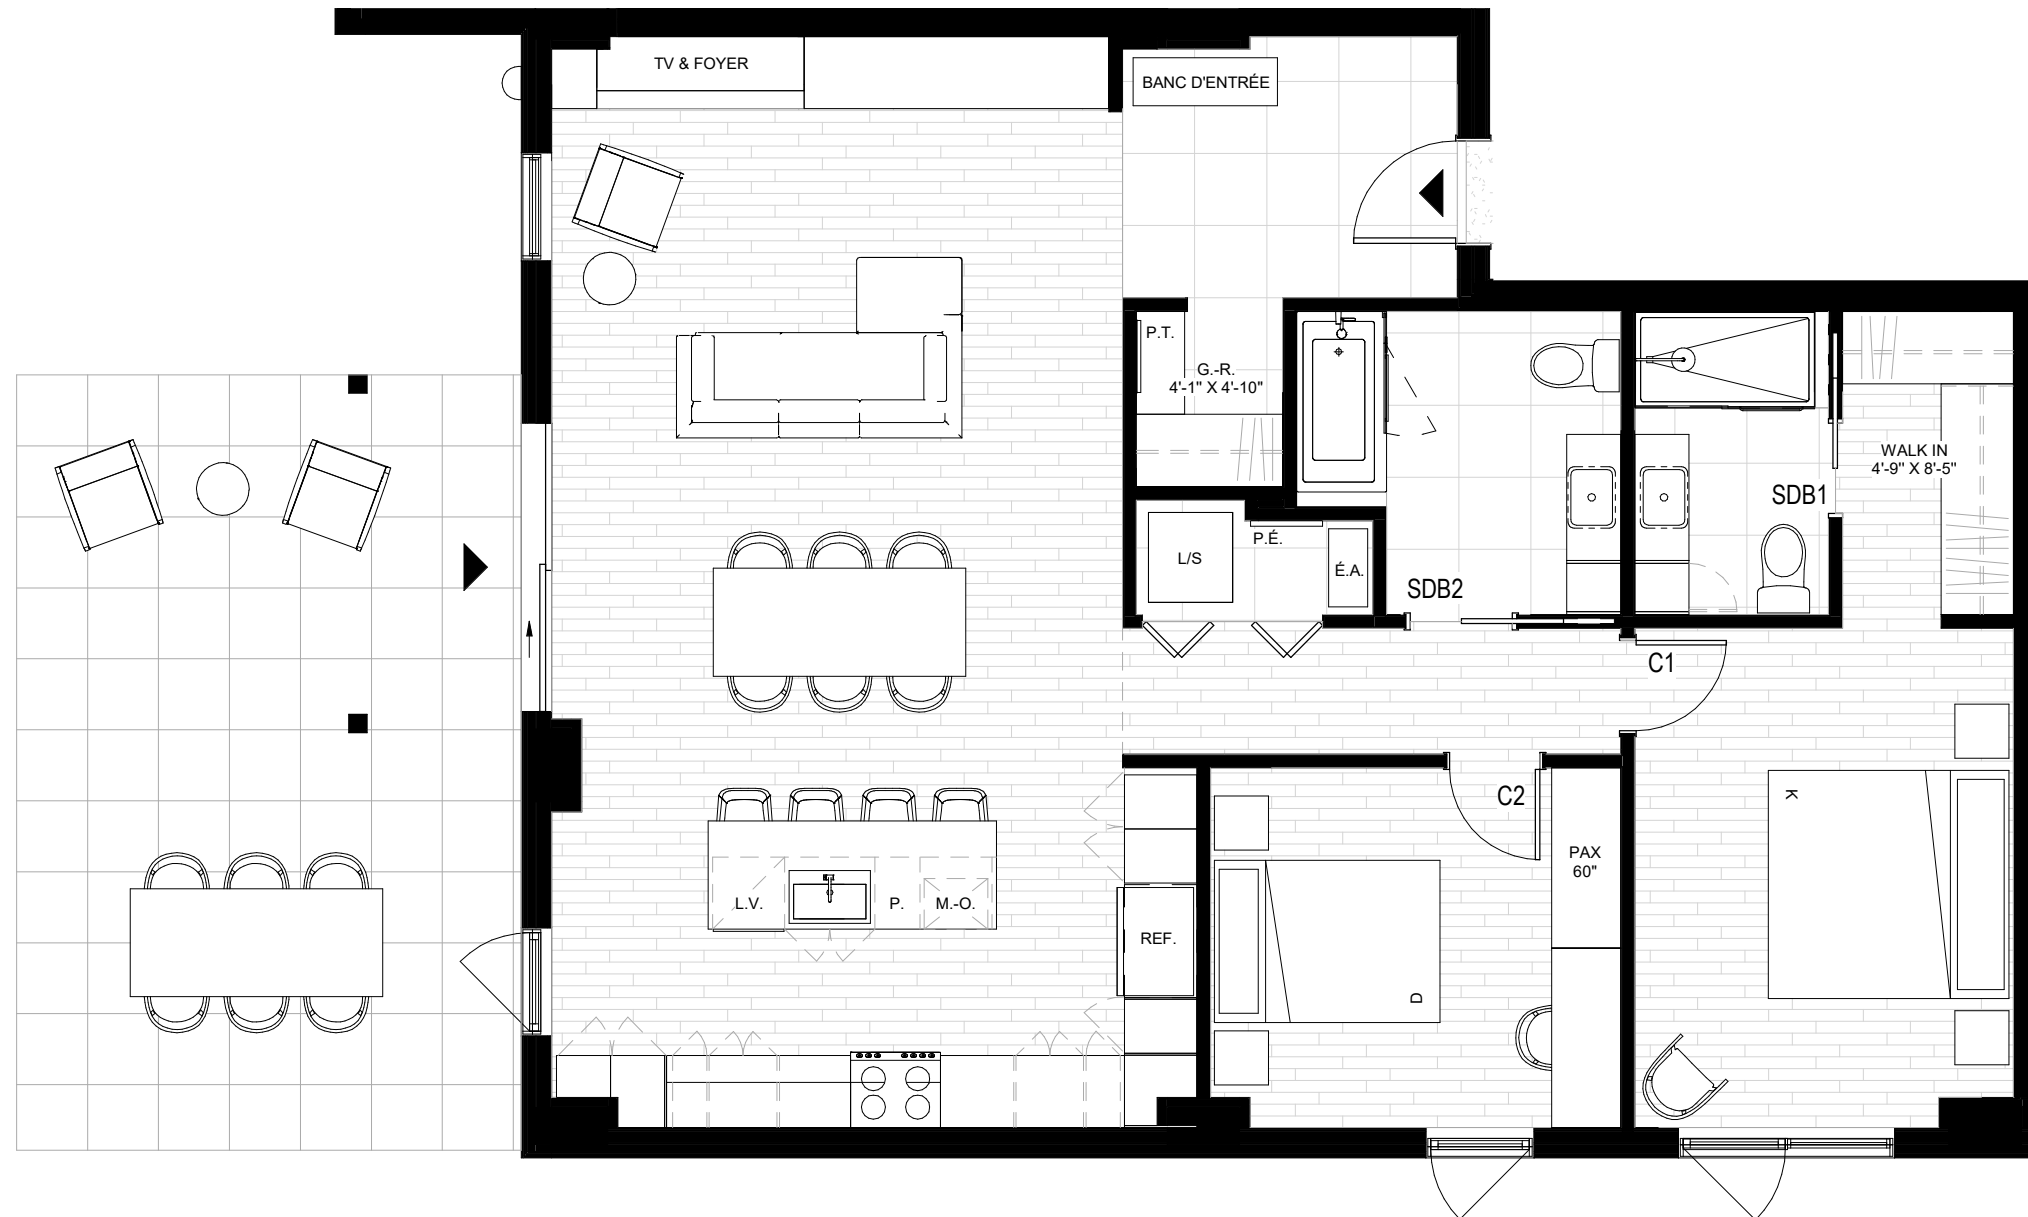 TV & FOYER
BANC D'ENTRÉE
P.T.
G.-R.
4'-1" X 4'-10"
WALK IN
4'-9" X 8'-5"
SDB1
L/S
P.É.
É.A.
SDB2
C1
C2
K
PAX
60"
L.V.
P.
M.-O.
REF.
D